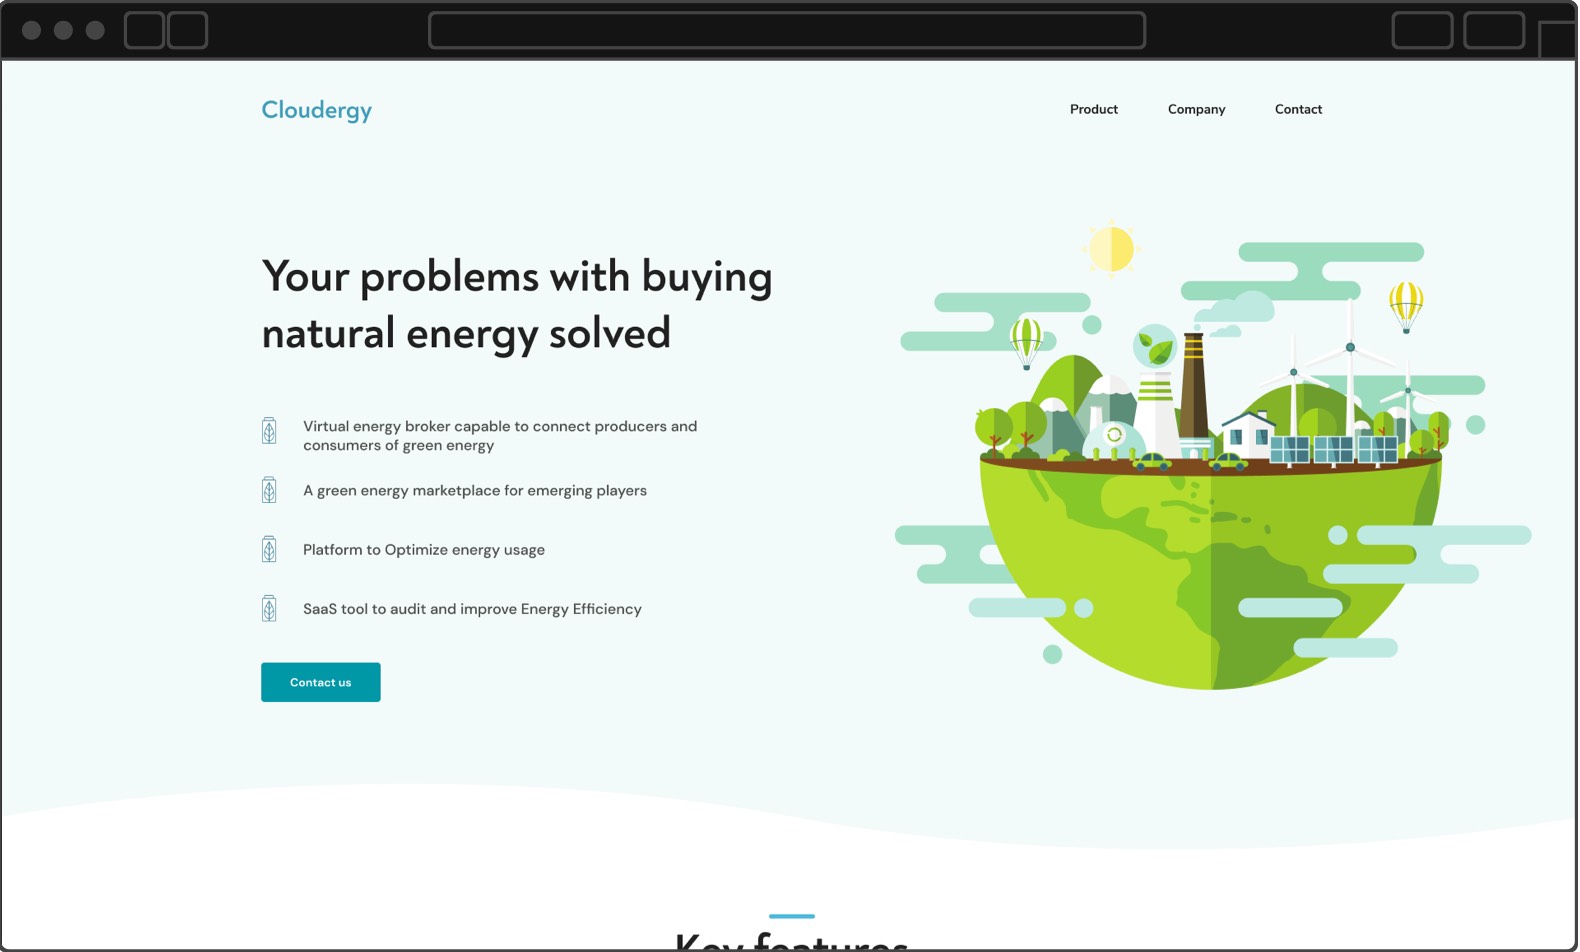 Cloudergy
Product
Company
Contact
Your problems with buying
natural energy solved
Virtual energy broker capable to connect producers and
consumers of green energy
A green energy marketplace for emerging players
Platform to Optimize energy usage
SaaS tool to audit and improve Energy Efficiency
Contact us
Key features